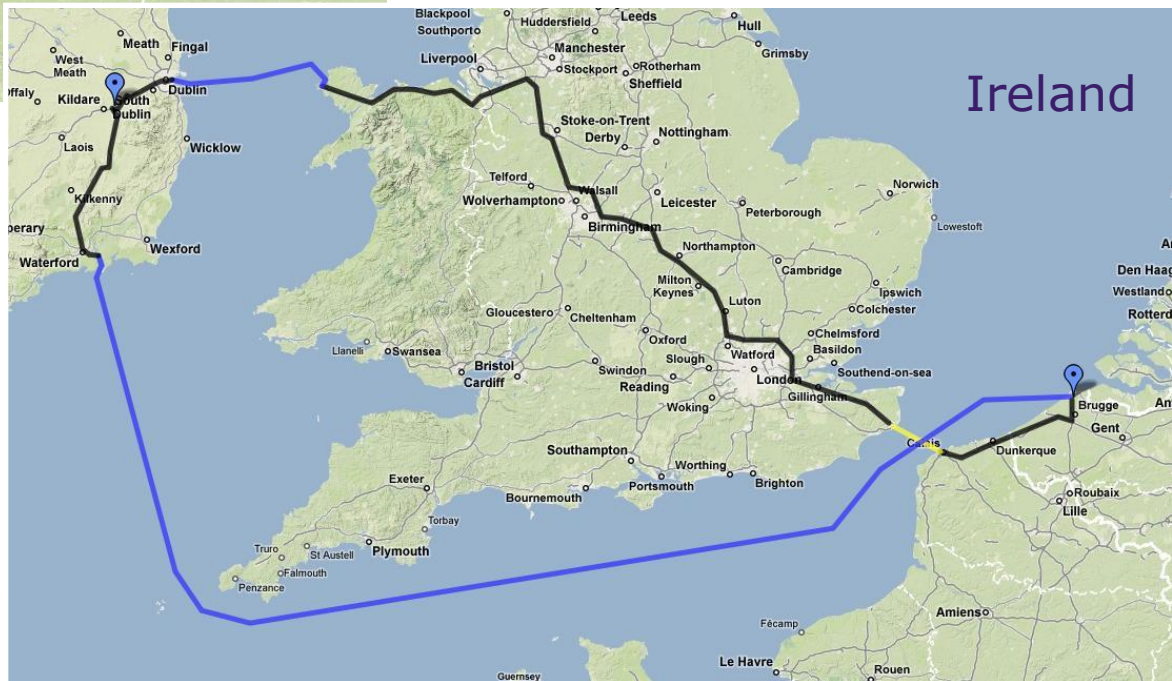 Ireland
Blackpool
Southport
Leeds
Huddersfield
Hull
Grimsby
Meath
Fingal
West
Meath
Liverpool
Manchester
Stockport
Rotherham
Sheffield
Offaly
Kildare
South
Dublin
Dublin
Stoke-on-Trent
Derby
Nottingham
Laois
Wicklow
Kilkenny
Telford
Walsall
Wolverhampton
Leicester
Birmingham
Peterborough
Norwich
Lowestoft
perary
Wexford
Waterford
Northampton
Cambridge
Milton
Keynes
Ipswich
Colchester
Den Haag
Westland
Rotterd
Luton
Gloucester
Cheltenham
Oxford
Chelmsford
Basildon
Watford
Southend-on-sea
Llanelli
Swansea
Bristol
Cardiff
Swindon
Slough
Reading
London
Gillingham
Woking
Brugge
Gent
An
Calais
Dunkerque
Southampton
Worthing
Brighton
Portsmouth
Bournemouth
Exeter
Torbay
Roubaix
Lille
Truro
St Austell
Plymouth
Falmouth
Penzance
Amiens
Fécamp
Le Havre
Rouen
Guernsey